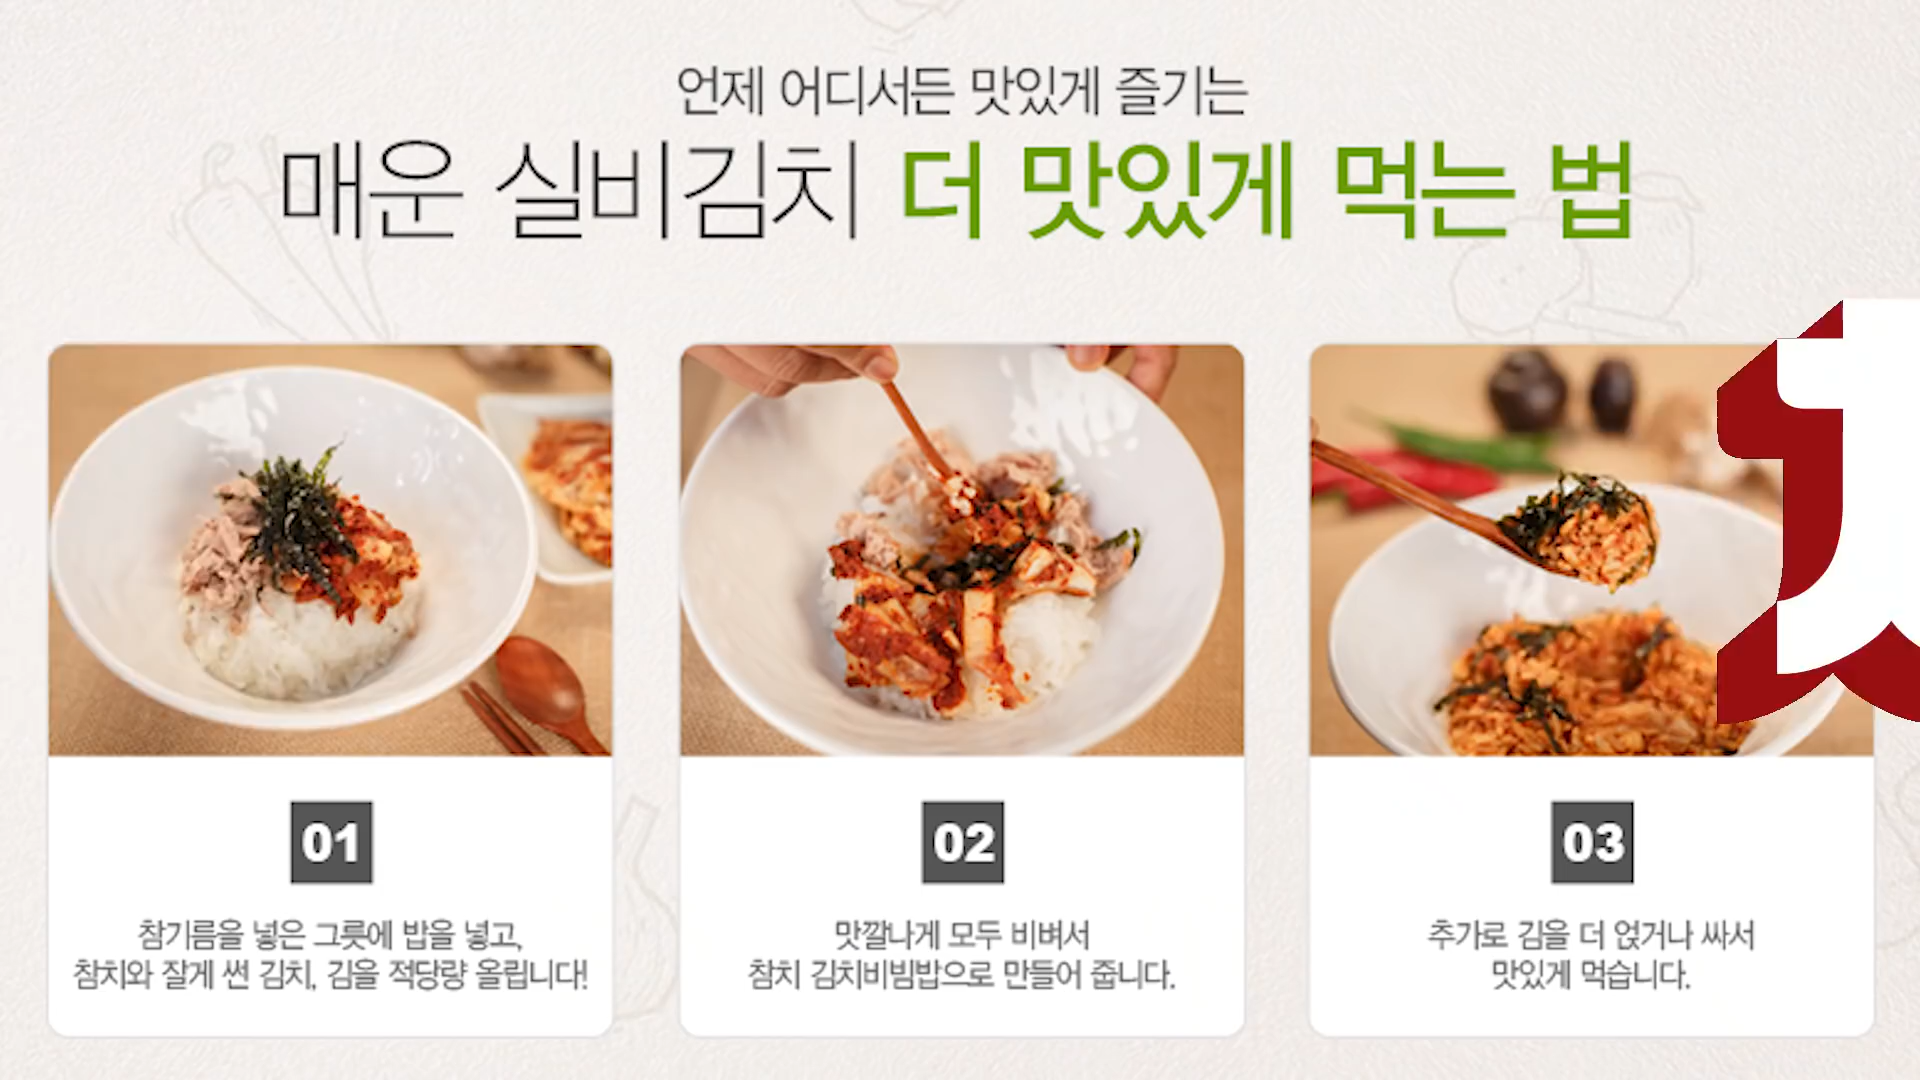 언제 어디서든 맛있게 즐기는
매운 실비김치 더 맛있게 먹는 법
01
참기름을 넣은 그릇에 밥을 넣고,
참치와 잘게 썬 김치, 김을 적당량 올립니다!
02
맛깔나게 모두 비벼서
참치 김치비빔밥으로 만들어 줍니다.
03
추가로 김을 더 얹거나 싸서
맛있게 먹습니다.